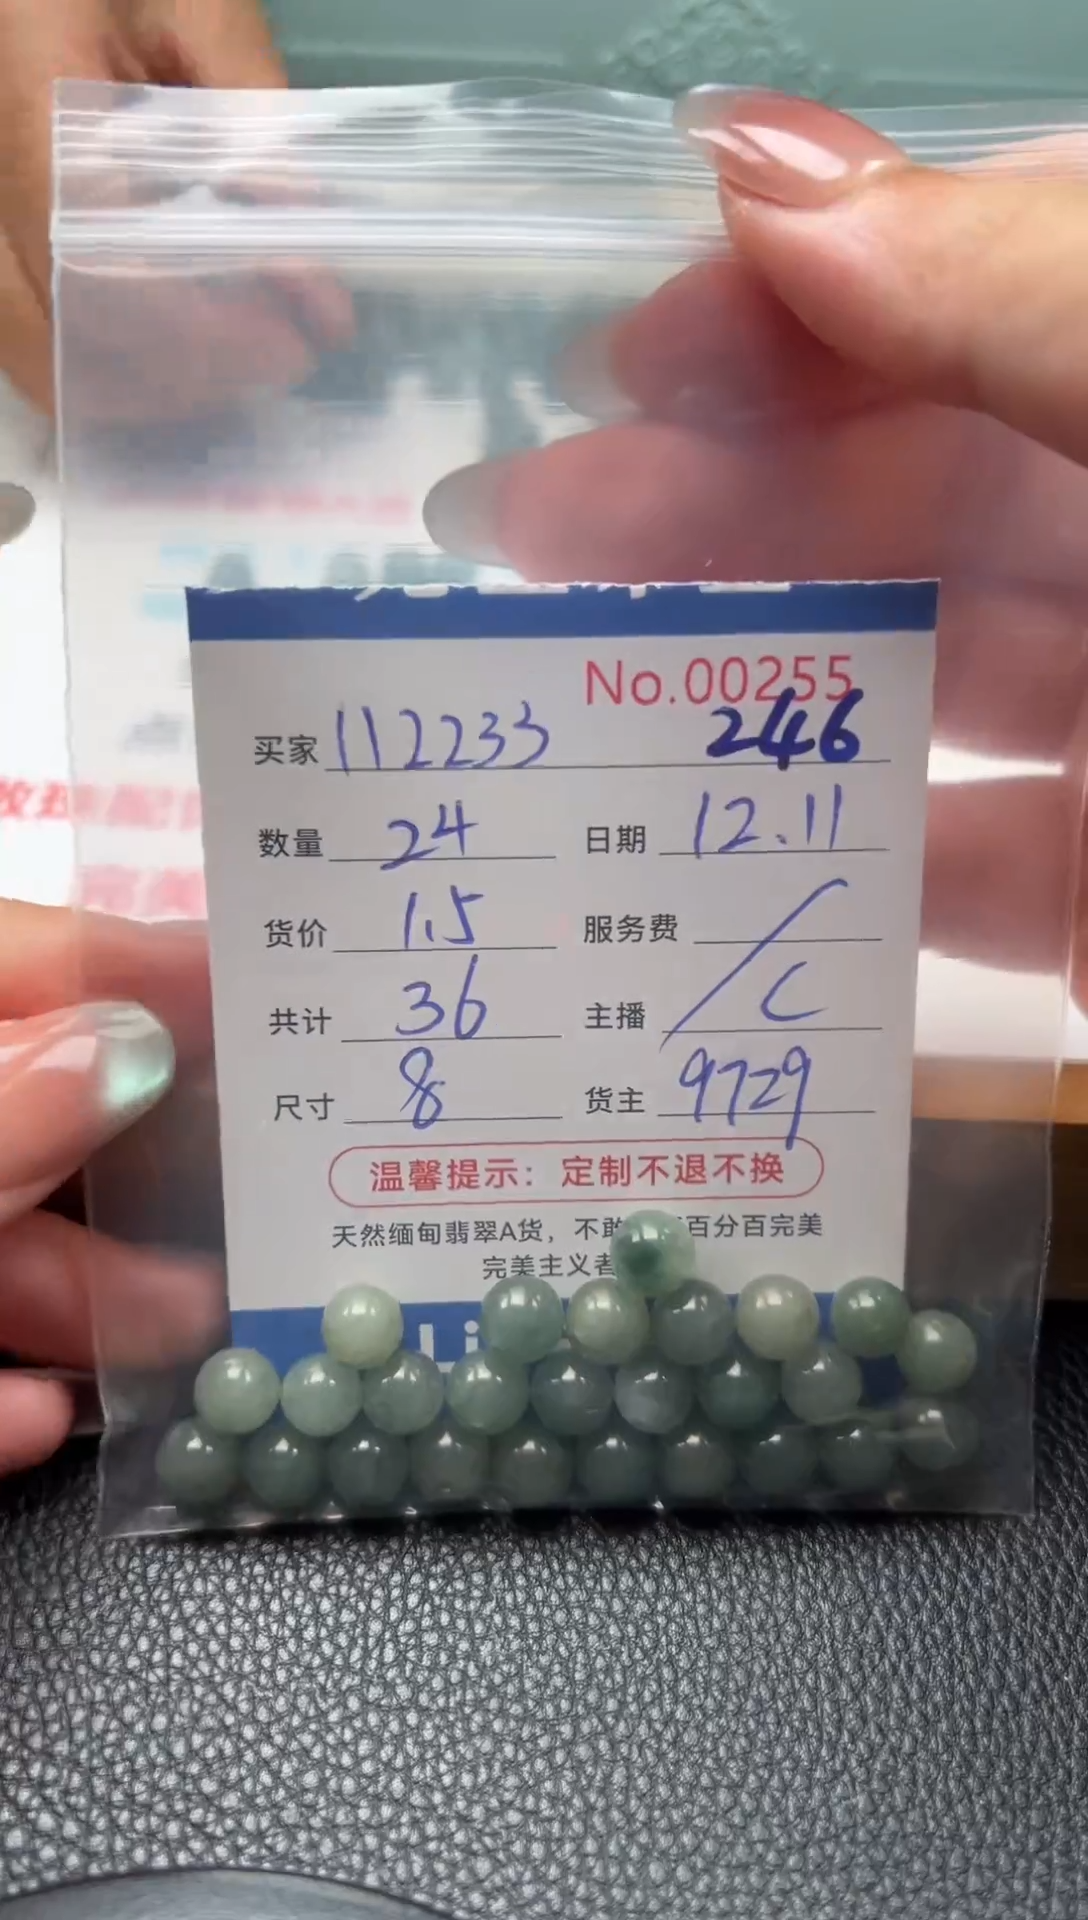 No.00255
买家 112233 246
数量 24 日期 12.11
货价 1.5 服务费 /
共计 36 主播 C
尺寸 8 货主 9729
温馨提示：定制不退不换
天然缅甸翡翠A货，不敢 百分百完美
完美主义者
Li